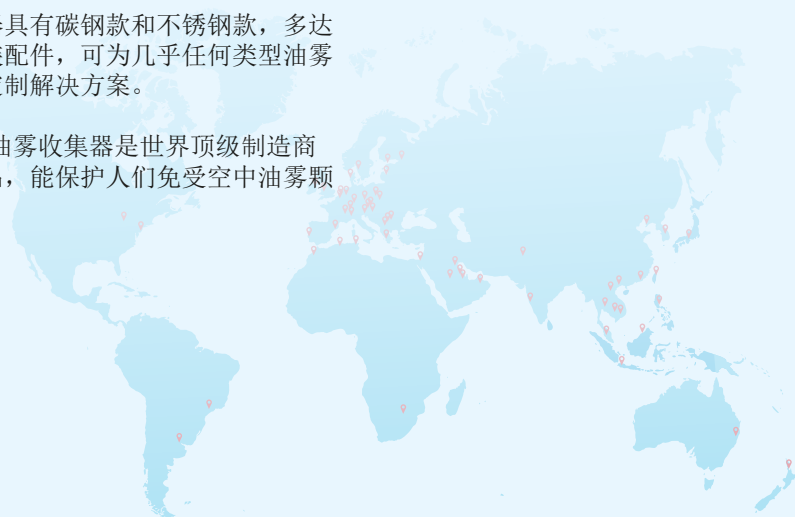 具有碳钢款和不锈钢款，多达
配件，可为几乎任何类型油雾
制解决方案。
油雾收集器是世界顶级制造商
，能保护人们免受空中油雾颗